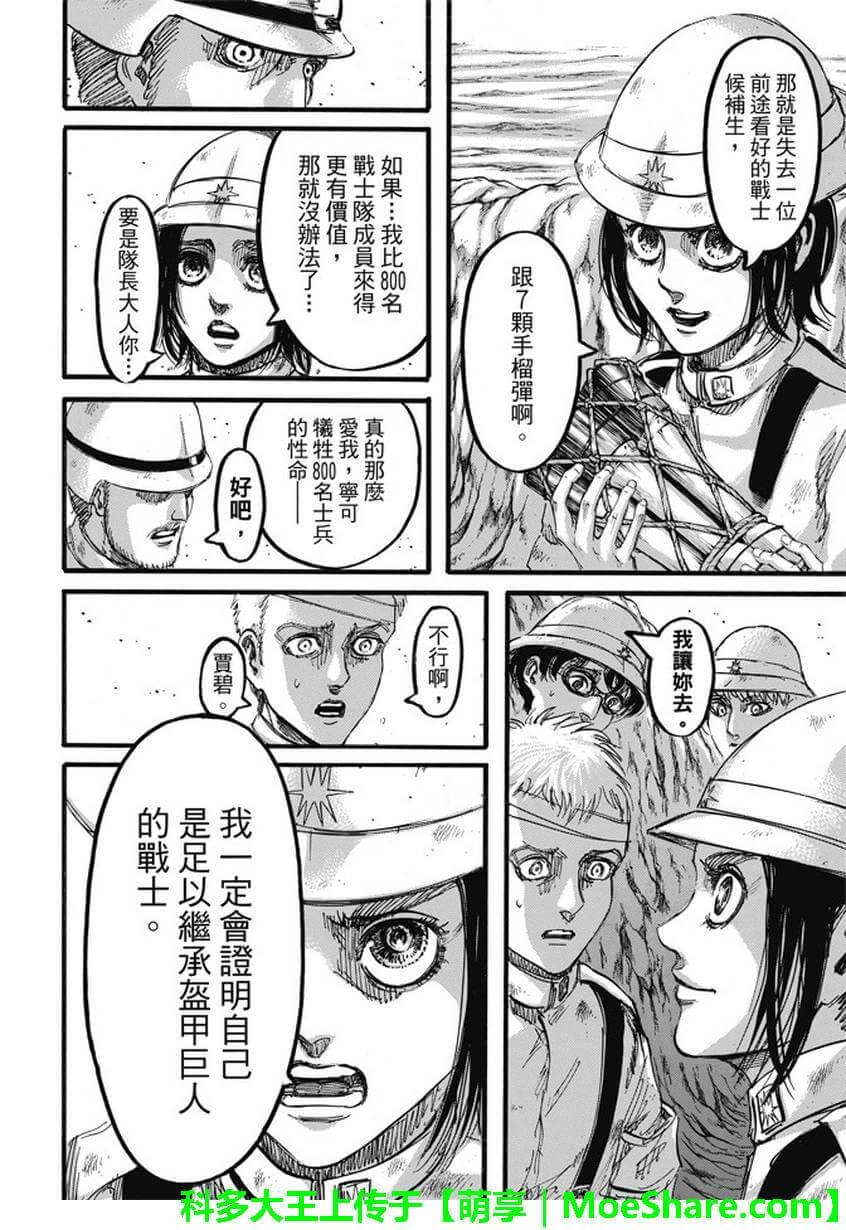 那就是失去一位
前途看好的戰士
候補生，
跟7顆手榴彈啊。
如果…我比800名
戰士隊成員來得
更有價值，
那就沒辦法了…
要是隊長大人你…
真的那麼
愛我，寧可
犧牲800名士兵
的性命——
好吧，
我讓妳去。
不行啊，
賈碧。
我一定會證明自己
是足以繼承盔甲巨人
的戰士。
科多大王上传于【萌享｜MoeShare.com】